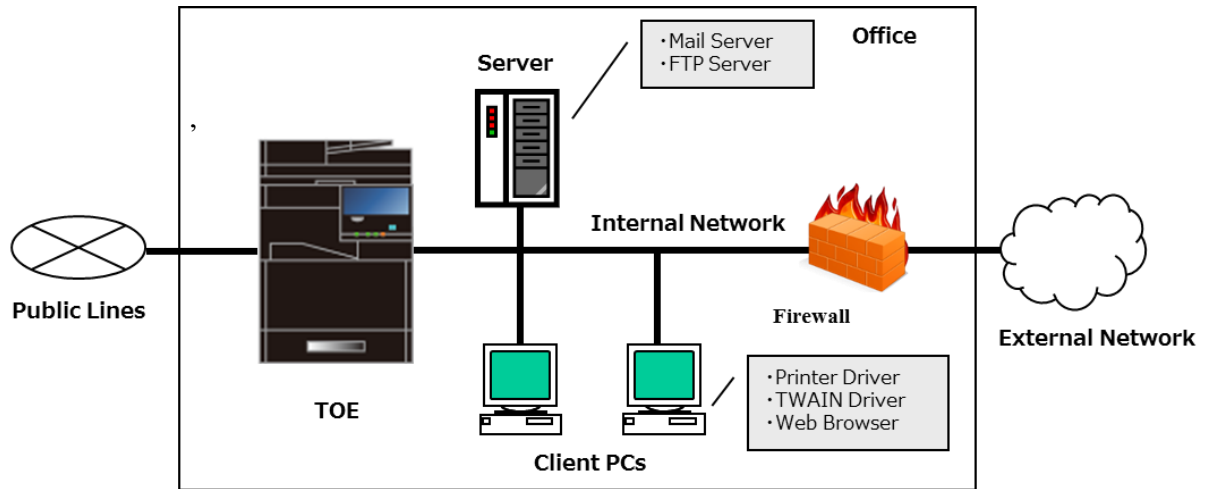 Office
・Mail Server
・FTP Server
Server
,
Internal Network
Public Lines
Firewall
External Network
TOE
・Printer Driver
・TWAIN Driver
・Web Browser
Client PCs